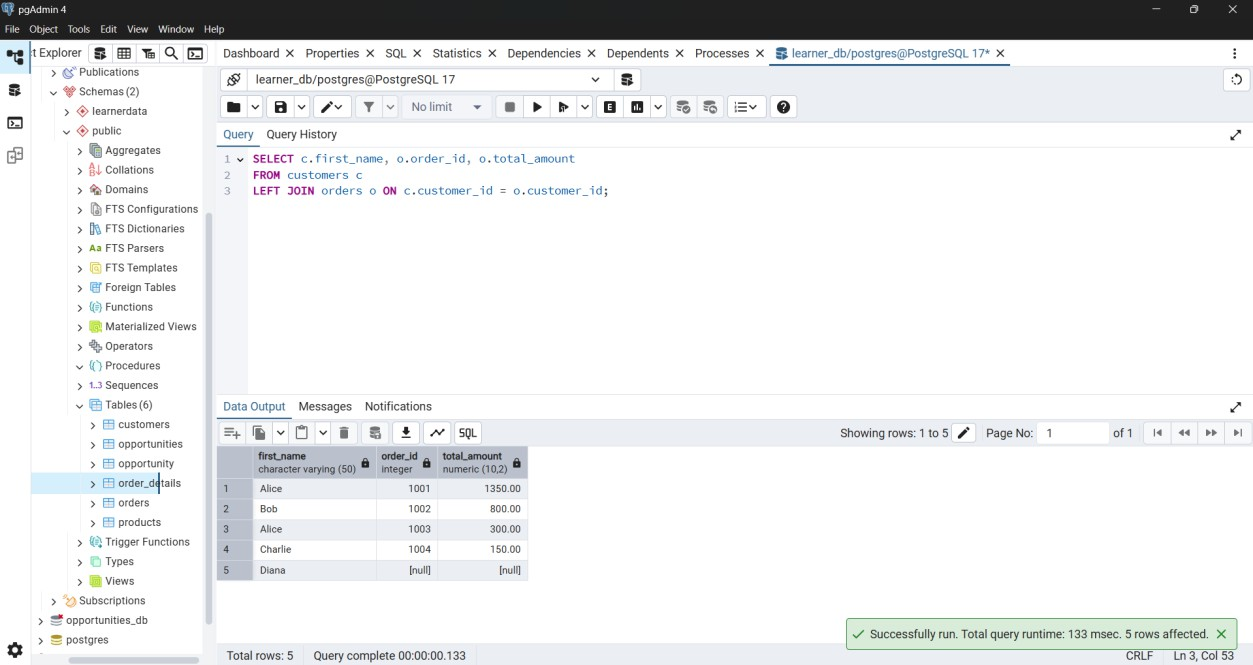 pgAdmin 4
File Object Tools Edit View Window Help
t Explorer
Dashboard Properties SQL Statistics Dependencies Dependents Processes learner_db/postgres@PostgreSQL 17*
Publications
Schemas (2)
learnerdata
public
Aggregates
Collations
Domains
FTS Configurations
FTS Dictionaries
Aa FTS Parsers
FTS Templates
Foreign Tables
Functions
Materialized Views
Operators
Procedures
1..3 Sequences
Tables (6)
customers
opportunities
opportunity
order_details
orders
products
Trigger Functions
Types
Views
Subscriptions
opportunities_db
postgres
learner_db/postgres@PostgreSQL 17
No limit
E
Query Query History
1 SELECT c.first_name, o.order_id, o.total_amount
2 FROM customers c
3 LEFT JOIN orders o ON c.customer_id = o.customer_id;
Data Output Messages Notifications
SQL
Showing rows: 1 to 5 Page No: 1 of 1
first_name order_id total_amount
character varying (50) integer numeric (10,2)
1 Alice 1001 1350.00
2 Bob 1002 800.00
3 Alice 1003 300.00
4 Charlie 1004 150.00
5 Diana [null] [null]
Successfully run. Total query runtime: 133 msec. 5 rows affected.
Total rows: 5 Query complete 00:00:00.133 CRLF Ln 3, Col 53